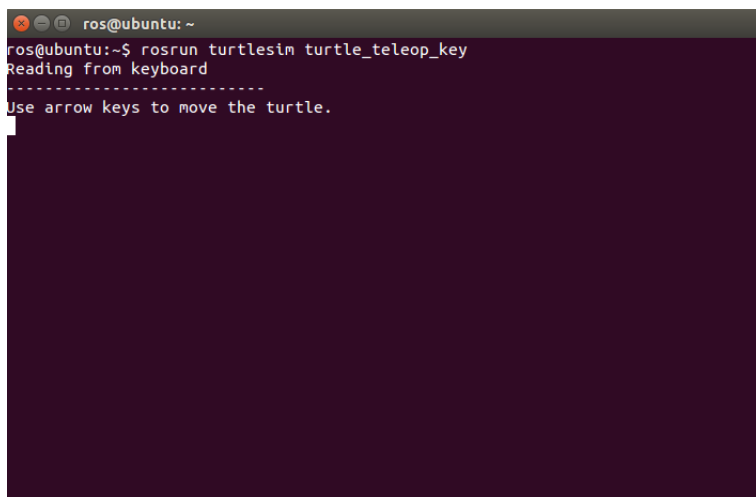 ros@ubuntu: ~
ros@ubuntu:~$ rosrun turtlesim turtle_teleop_key
Reading from keyboard
---------------------------
Use arrow keys to move the turtle.